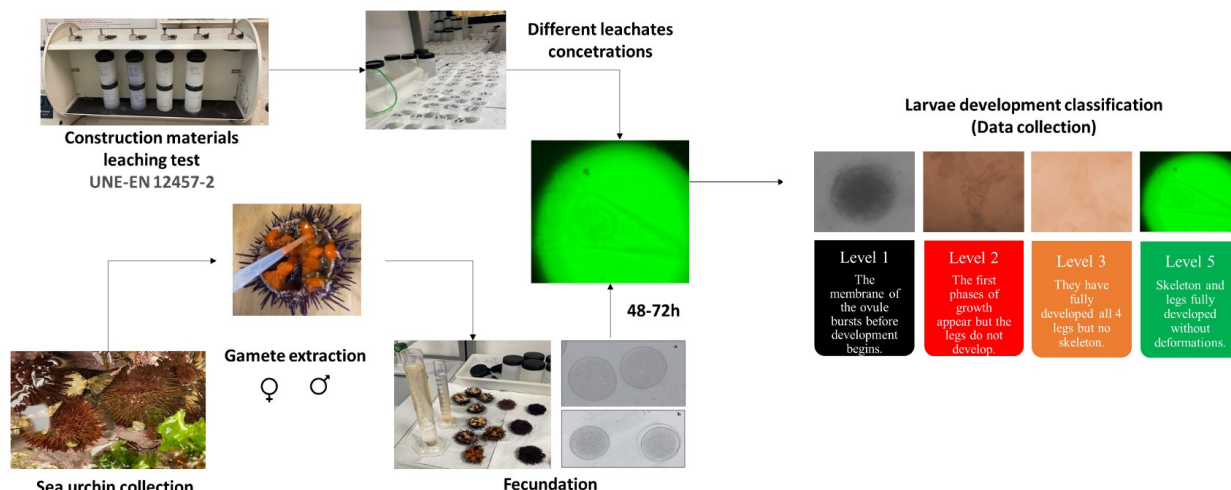 Different leachates
concetrations
Construction materials
leaching test
UNE-EN 12457-2
Larvae development classification
(Data collection)
Level 1
The
membrane of
the ovule
bursts before
development
begins.
Level 2
The first
phases of
growth
appear but the
legs do not
develop.
Level 3
They have
fully
developed all 4
legs but no
skeleton.
Level 5
Skeleton and
legs fully
developed
without
deformations.
48-72h
Gamete extraction
♀ ♂
a
b
Sea urchin collection
Fecundation